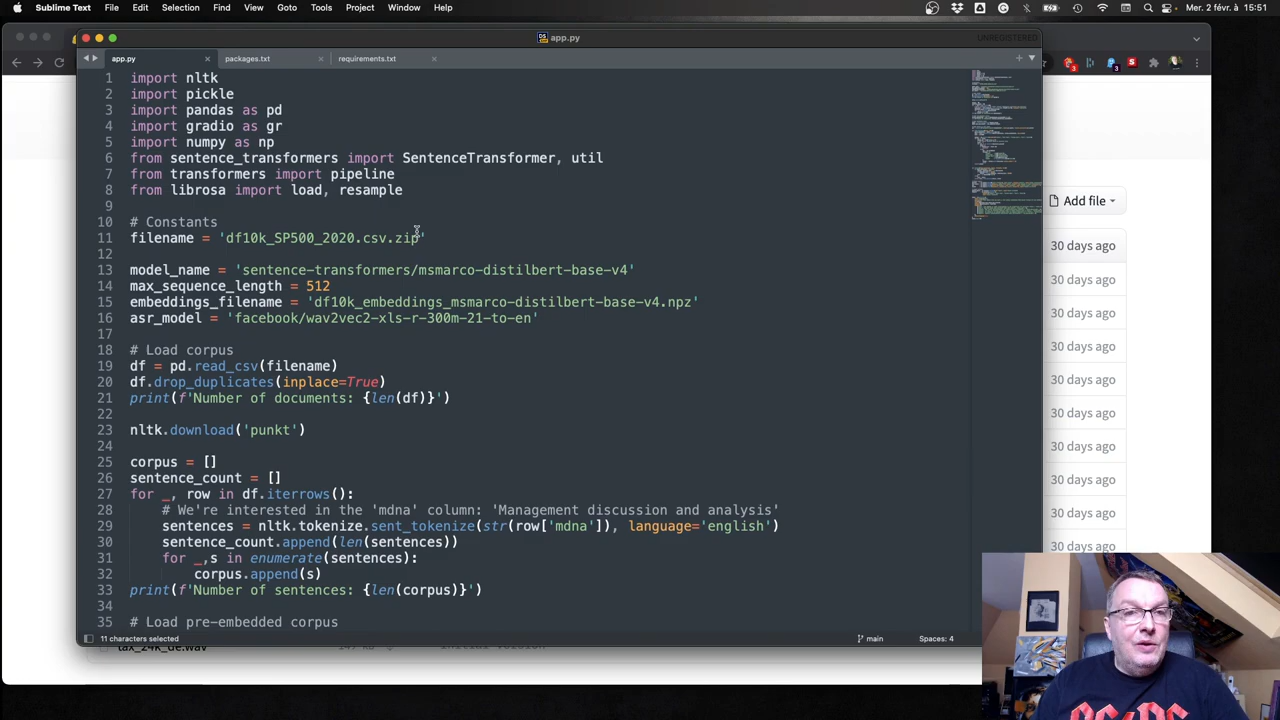 Sublime Text File Edit Selection Find View Goto Tools Project Window Help
Mer. 2 févr à 15:51
app.py
UNREGISTERED
app.py packages.txt requirements.txt
1 import nltk
2 import pickle
3 import pandas as pd
4 import gradio as gr
5 import numpy as np
6 from sentence_transformers import SentenceTransformer, util
7 from transformers import pipeline
8 from librosa import load, resample
9
10 # Constants
11 filename = 'df10k_SP500_2020.csv.zip'
12
13 model_name = 'sentence-transformers/msmarco-distilbert-base-v4'
14 max_sequence_length = 512
15 embeddings_filename = 'df10k_embeddings_msmarco-distilbert-base-v4.npz'
16 asr_model = 'facebook/wav2vec2-xls-r-300m-21-to-en'
17
18 # Load corpus
19 df = pd.read_csv(filename)
20 df.drop_duplicates(inplace=True)
21 print(f'Number of documents: {len(df)}')
22
23 nltk.download('punkt')
24
25 corpus = []
26 sentence_count = []
27 for _, row in df.iterrows():
28 # We're interested in the 'mdna' column: 'Management discussion and analysis'
29 sentences = nltk.tokenize.sent_tokenize(str(row['mdna']), language='english')
30 sentence_count.append(len(sentences))
31 for _,s in enumerate(sentences):
32 corpus.append(s)
33 print(f'Number of sentences: {len(corpus)}')
34
35 # Load pre-embedded corpus
11 characters selected
main
Spaces: 4
Add file
30 days ago
30 days ago
30 days ago
30 days ago
30 days ago
30 days ago
30 days ago
30 days ago
30 days ago
30 days ago
tax_24k_de.wav